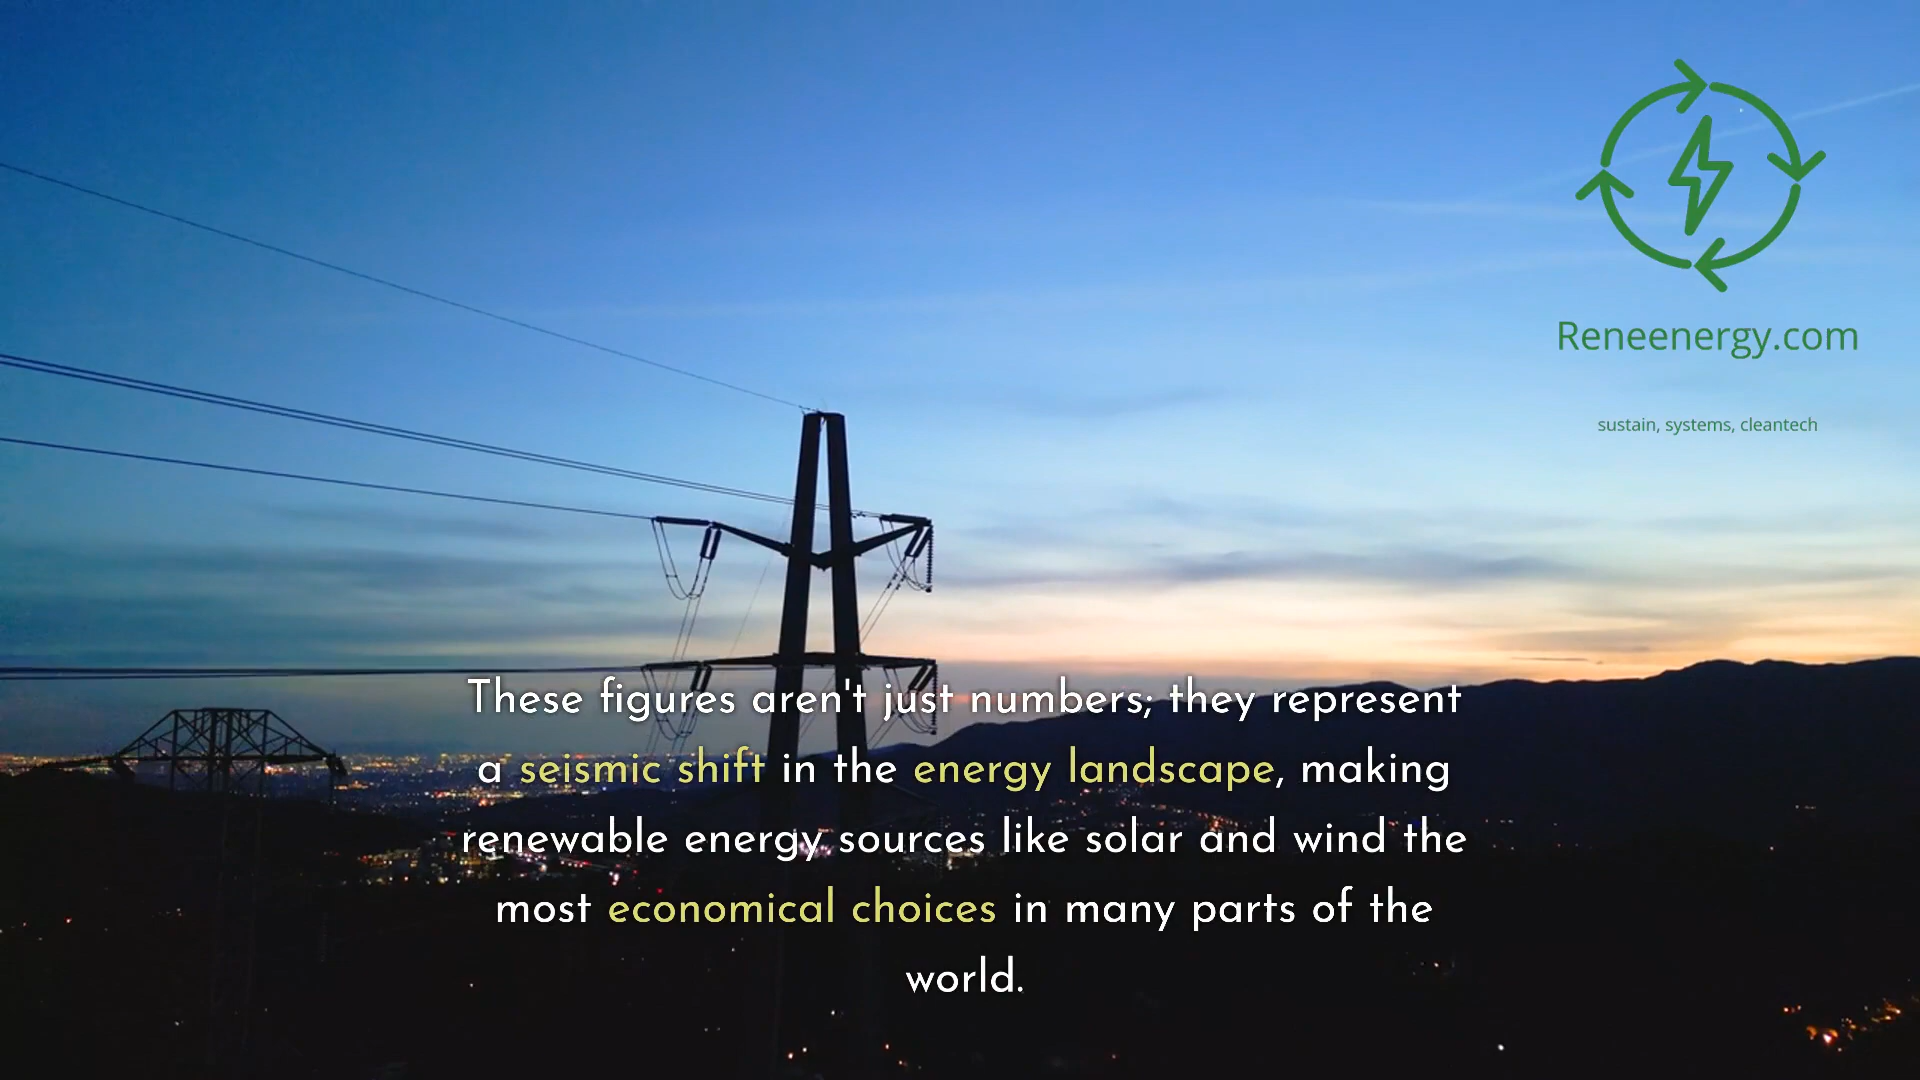 Reneenergy.com
sustain, systems, cleantech
These figures aren't just numbers; they represent
a seismic shift in the energy landscape, making
renewable energy sources like solar and wind the
most economical choices in many parts of the
world.